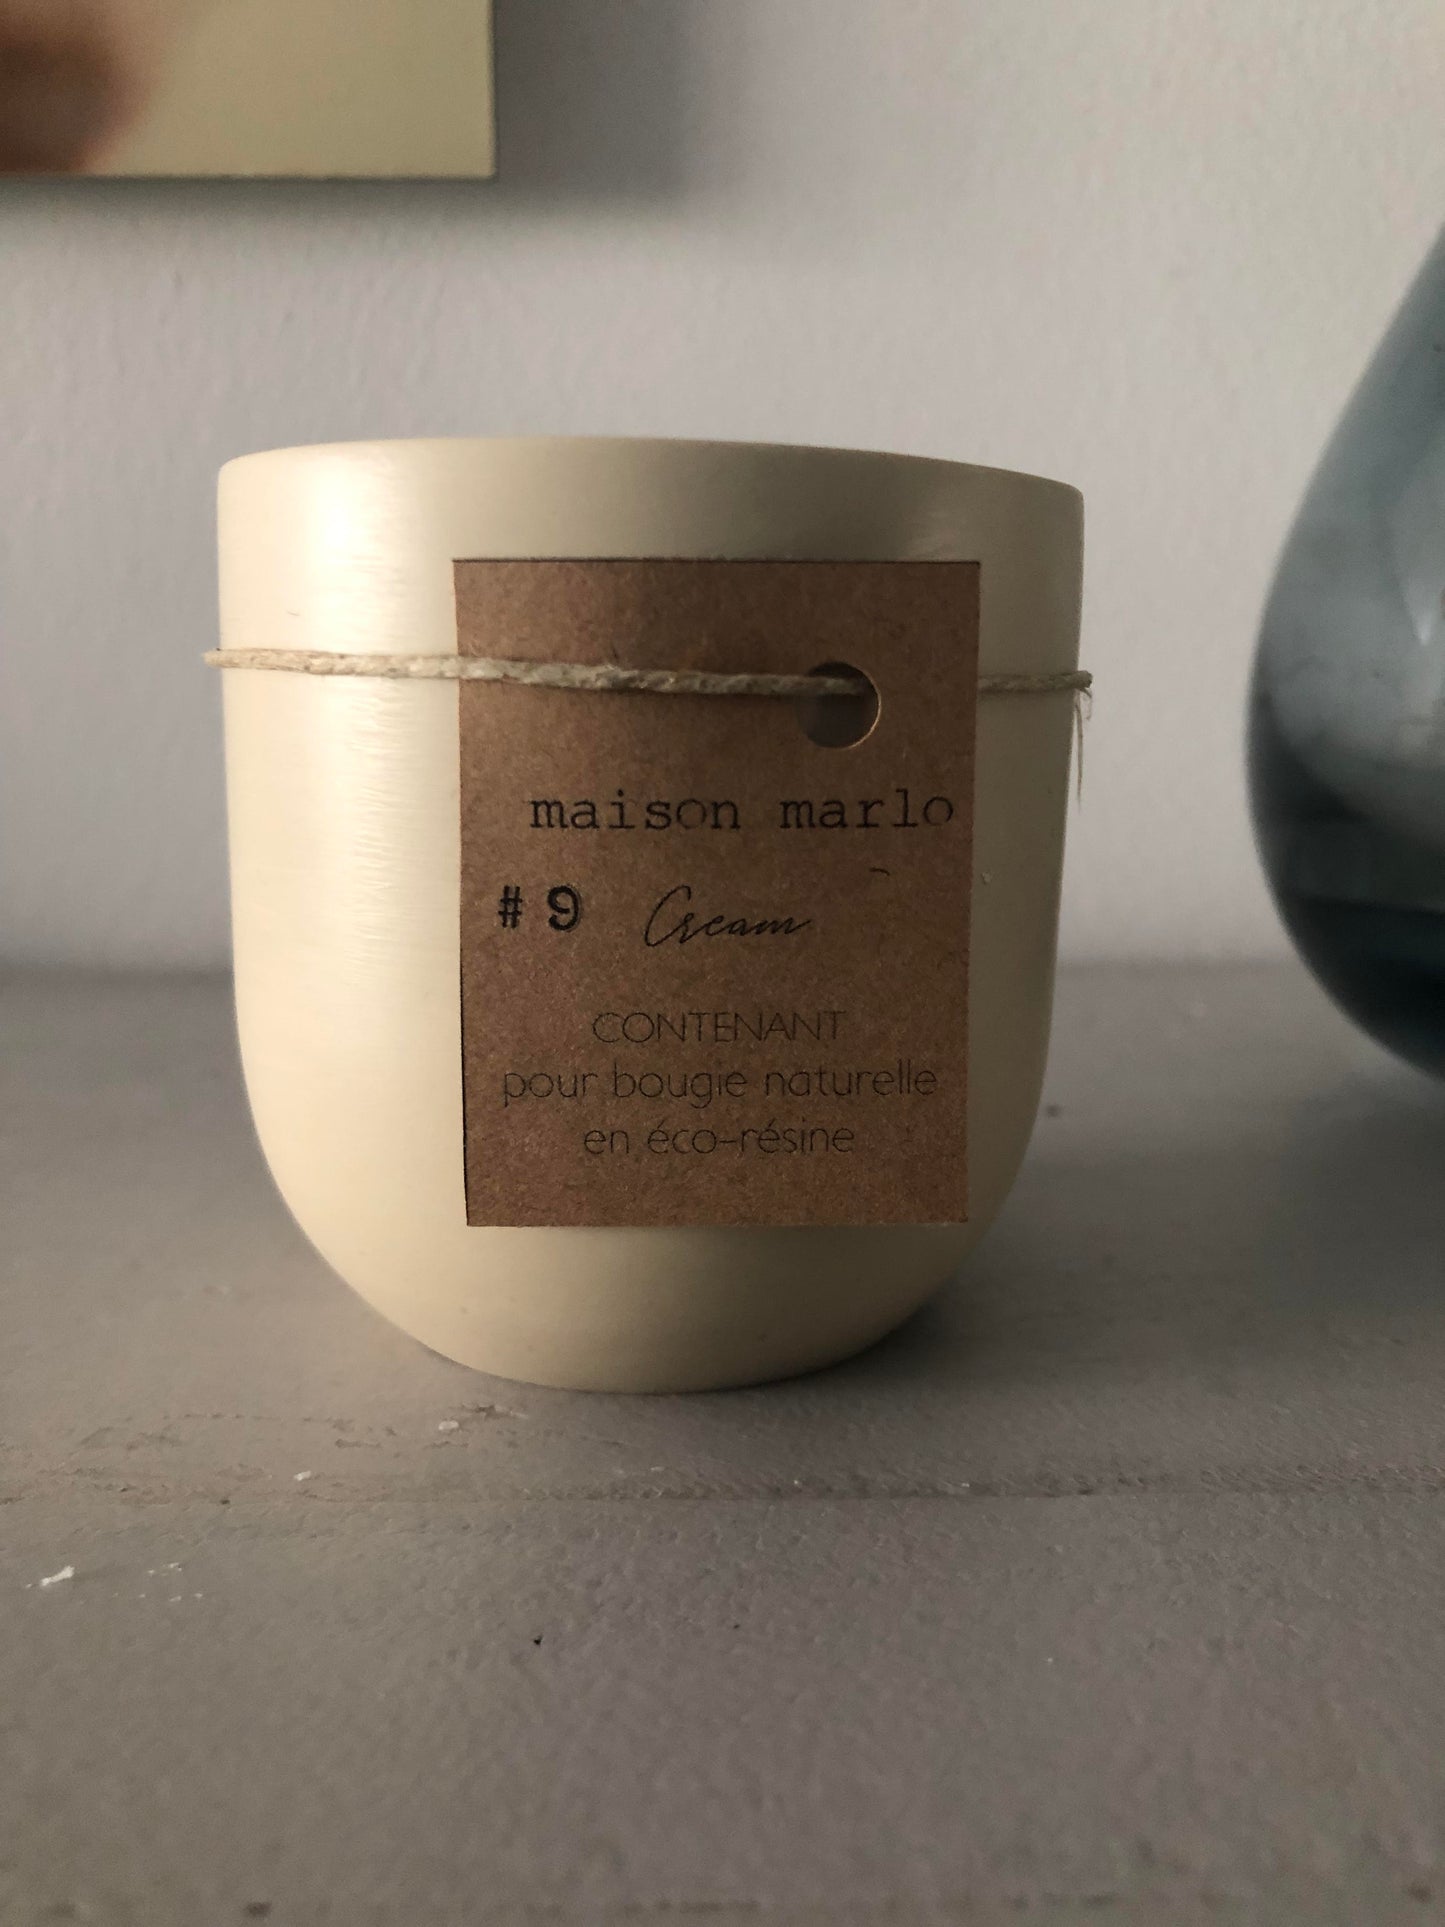 maison marlo
# 9 Cream
CONTENANT
pour bougie naturelle
en éco-résine